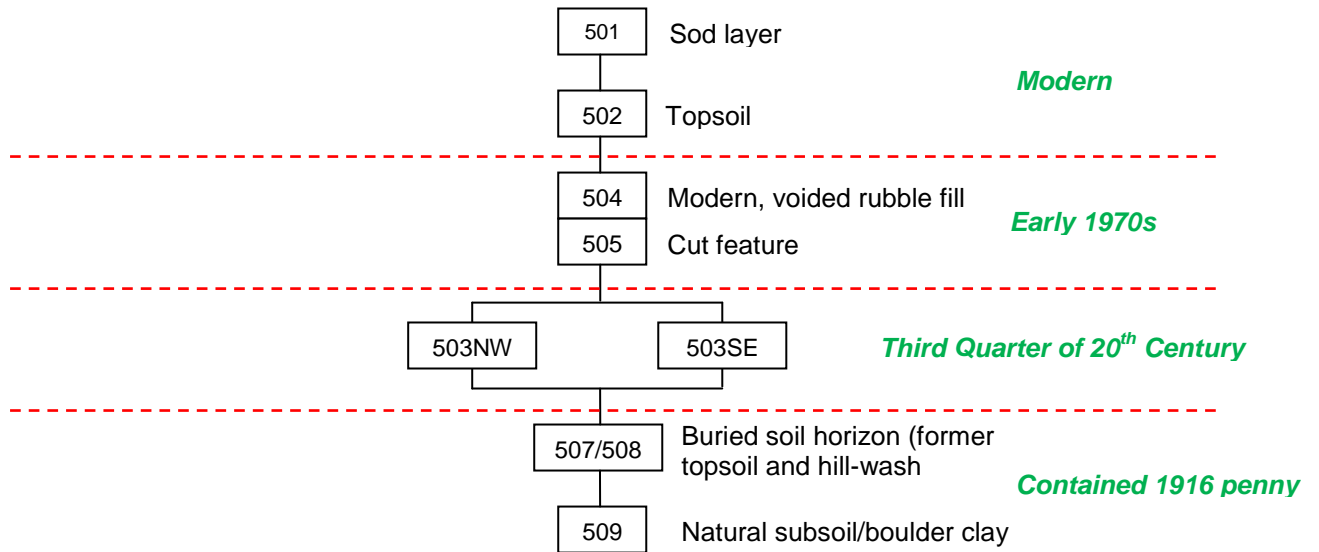 501 Sod layer
Modern
502 Topsoil
504 Modern, voided rubble fill
Early 1970s
505 Cut feature
503NW 503SE Third Quarter of 20th Century
507/508 Buried soil horizon (former
topsoil and hill-wash
Contained 1916 penny
509 Natural subsoil/boulder clay